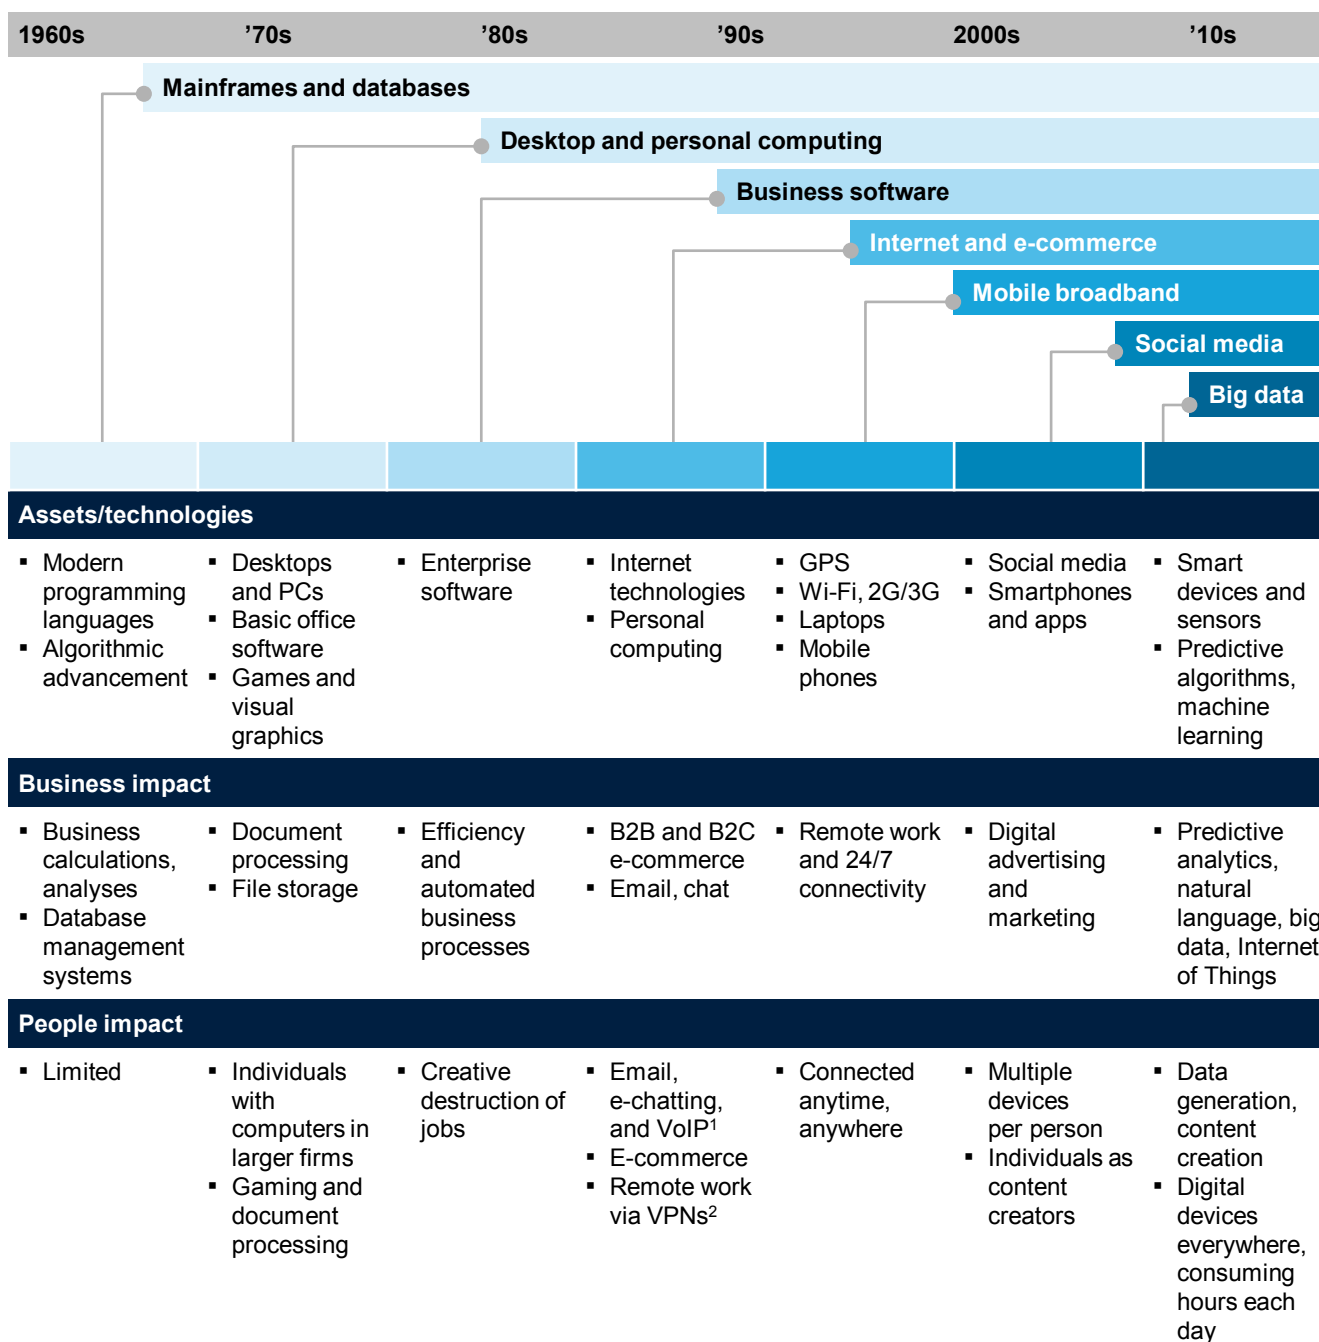 1960s ’70s ’80s ’90s 2000s ’10s
Mainframes and databases
Desktop and personal computing
Business software
Internet and e-commerce
Mobile broadband
Social media
Big data
Assets/technologies
▪ Modern
programming
languages
▪ Algorithmic
advancement
▪ Desktops
and PCs
▪ Basic office
software
▪ Games and
visual
graphics
▪ Enterprise
software
▪ Internet
technologies
▪ Personal
computing
▪ GPS
▪ Wi-Fi, 2G/3G
▪ Laptops
▪ Mobile
phones
▪ Social media
▪ Smartphones
and apps
▪ Smart
devices and
sensors
▪ Predictive
algorithms,
machine
learning
Business impact
▪ Business
calculations,
analyses
▪ Database
management
systems
▪ Document
processing
▪ File storage
▪ Efficiency
and
automated
business
processes
▪ B2B and B2C
e-commerce
▪ Email, chat
▪ Remote work
and 24/7
connectivity
▪ Digital
advertising
and
marketing
▪ Predictive
analytics,
natural
language, big
data, Internet
of Things
People impact
▪ Limited
▪ Individuals
with
computers in
larger firms
▪ Gaming and
document
processing
▪ Creative
destruction of
jobs
▪ Email,
e-chatting,
and VoIP¹
▪ E-commerce
▪ Remote work
via VPNs²
▪ Connected
anytime,
anywhere
▪ Multiple
devices
per person
▪ Individuals as
content
creators
▪ Data
generation,
content
creation
▪ Digital
devices
everywhere,
consuming
hours each
day